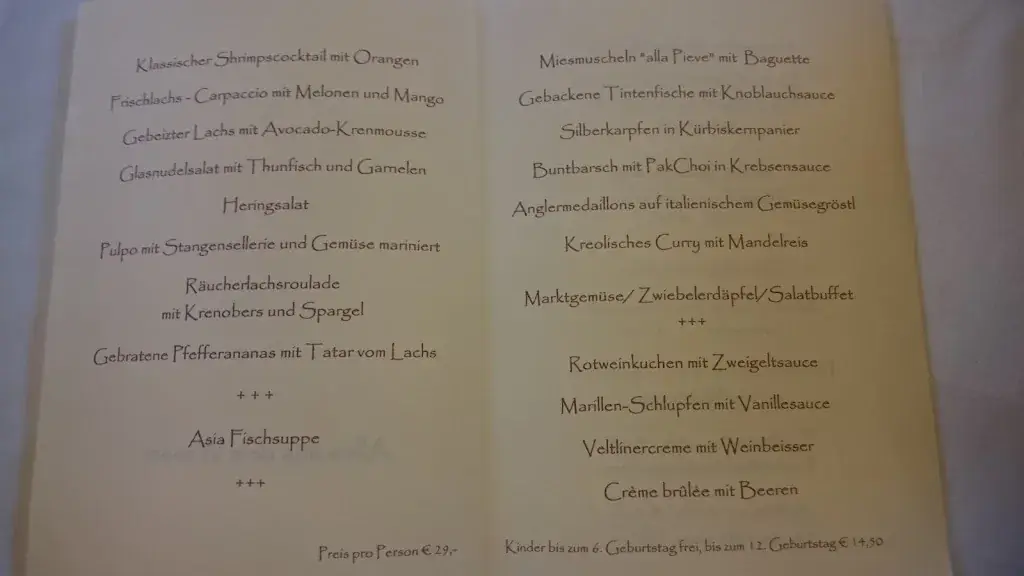 Klassischer Shrimpscocktail mit Orangen
Frischlachs - Carpaccio mit Melonen und Mango
Gebeizter Lachs mit Avocado-Krenmousse
Glasnudelsalat mit Thunfisch und Garnelen
Heringsalat
Pulpo mit Stangensellerie und Gemüse mariniert
Räucherlachsroulade
mit Krenobers und Spargel
Gebratene Pfefferananas mit Tatar vom Lachs
+ + +
Asia Fischsuppe
+++
Preis pro Person € 29,-
Miesmuscheln "alla Pieve" mit Baguette
Gebackene Tintenfische mit Knoblauchsauce
Silberkarpfen in Kürbiskernpanier
Buntbarsch mit PakChoi in Krebsensauce
Anglermedaillons auf italienischem Gemüsegröstl
Kreolisches Curry mit Mandelreis
Marktgemüse/ Zwiebelerdäpfel/Salatbuffet
+++
Rotweinkuchen mit Zweigeltsauce
Marillen-Schlupfen mit Vanillesauce
Veltlinercreme mit Weinbeisser
Crème brûlée mit Beeren
Kinder bis zum 6. Geburtstag frei, bis zum 12. Geburtstag € 14,50